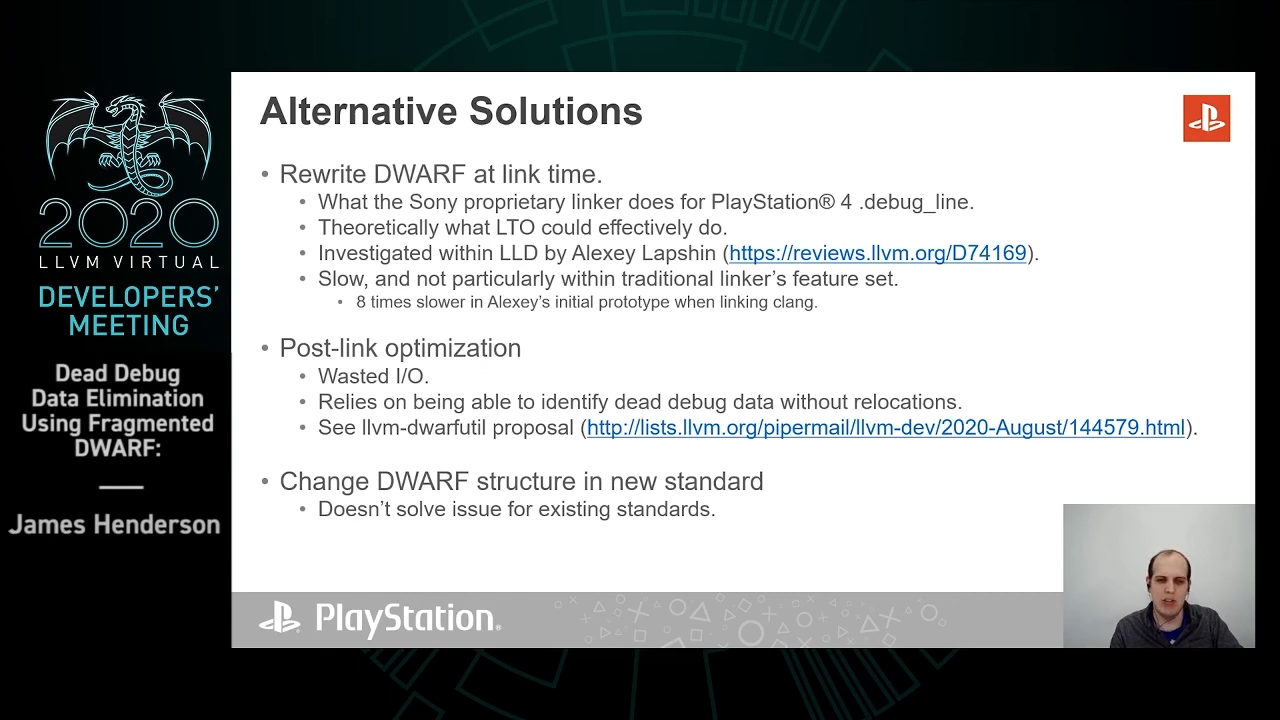 2020
LLVM VIRTUAL
DEVELOPERS'
MEETING
Dead Debug
Data Elimination
Using Fragmented
DWARF:
James Henderson
Alternative Solutions
• Rewrite DWARF at link time.
• What the Sony proprietary linker does for PlayStation® 4 .debug_line.
• Theoretically what LTO could effectively do.
• Investigated within LLD by Alexey Lapshin (https://reviews.llvm.org/D74169).
• Slow, and not particularly within traditional linker's feature set.
• 8 times slower in Alexey's initial prototype when linking clang.
• Post-link optimization
• Wasted I/O.
• Relies on being able to identify dead debug data without relocations.
• See llvm-dwarfutil proposal (http://lists.llvm.org/pipermail/llvm-dev/2020-August/144579.html).
• Change DWARF structure in new standard
• Doesn't solve issue for existing standards.
PlayStation®